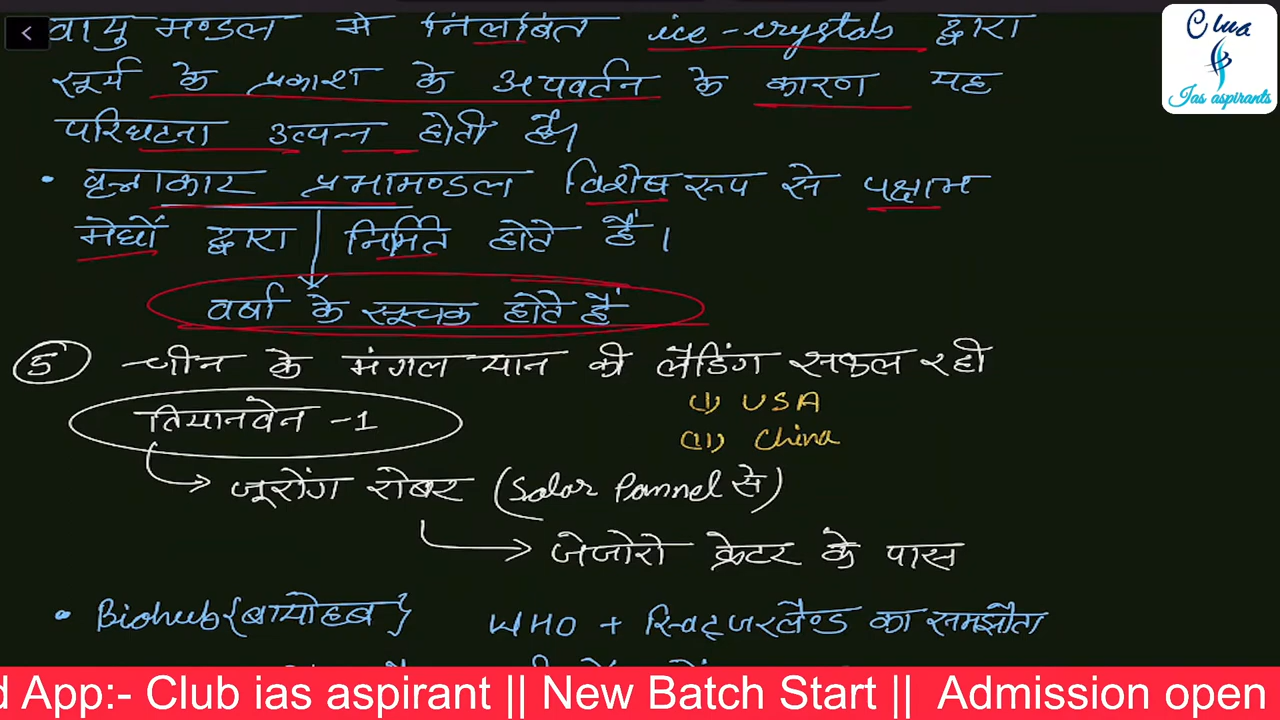 वायु मण्डल में निलंबित ice-crystals द्वारा
सूर्य के प्रकाश के अपवर्तन के कारण यह
परिघटना उत्पन्न होती है।
• वृत्ताकार प्रभामण्डल विशेष रूप से पक्षाभ
मेघों द्वारा निर्मित होते हैं।
वर्षा के सूचक होते हैं
5 चीन के मंगल यान की लैंडिंग सफल रही
(i) USA
तियानवेन -1
(ii) China
जूरोंग रोवर (Solar Pannel से)
जेजोरो क्रेटर के पास
• Biohub {बायोहब} WHO + स्विट्जरलैण्ड का समझौता
Clua
Ias aspirants
d App:- Club ias aspirant || New Batch Start || Admission open